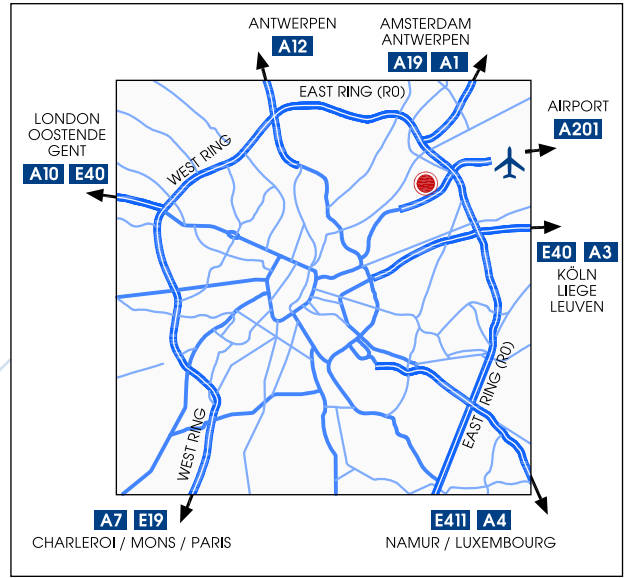 ANTWERPEN
A12
AMSTERDAM
ANTWERPEN
A19 A1
EAST RING (R0)
AIRPORT
A201
LONDON
OOSTENDE
GENT
A10 E40
WEST RING
E40 A3
KÖLN
LIEGE
LEUVEN
EAST RING (R0)
WEST RING
A7 E19
CHARLEROI / MONS / PARIS
E411 A4
NAMUR / LUXEMBOURG